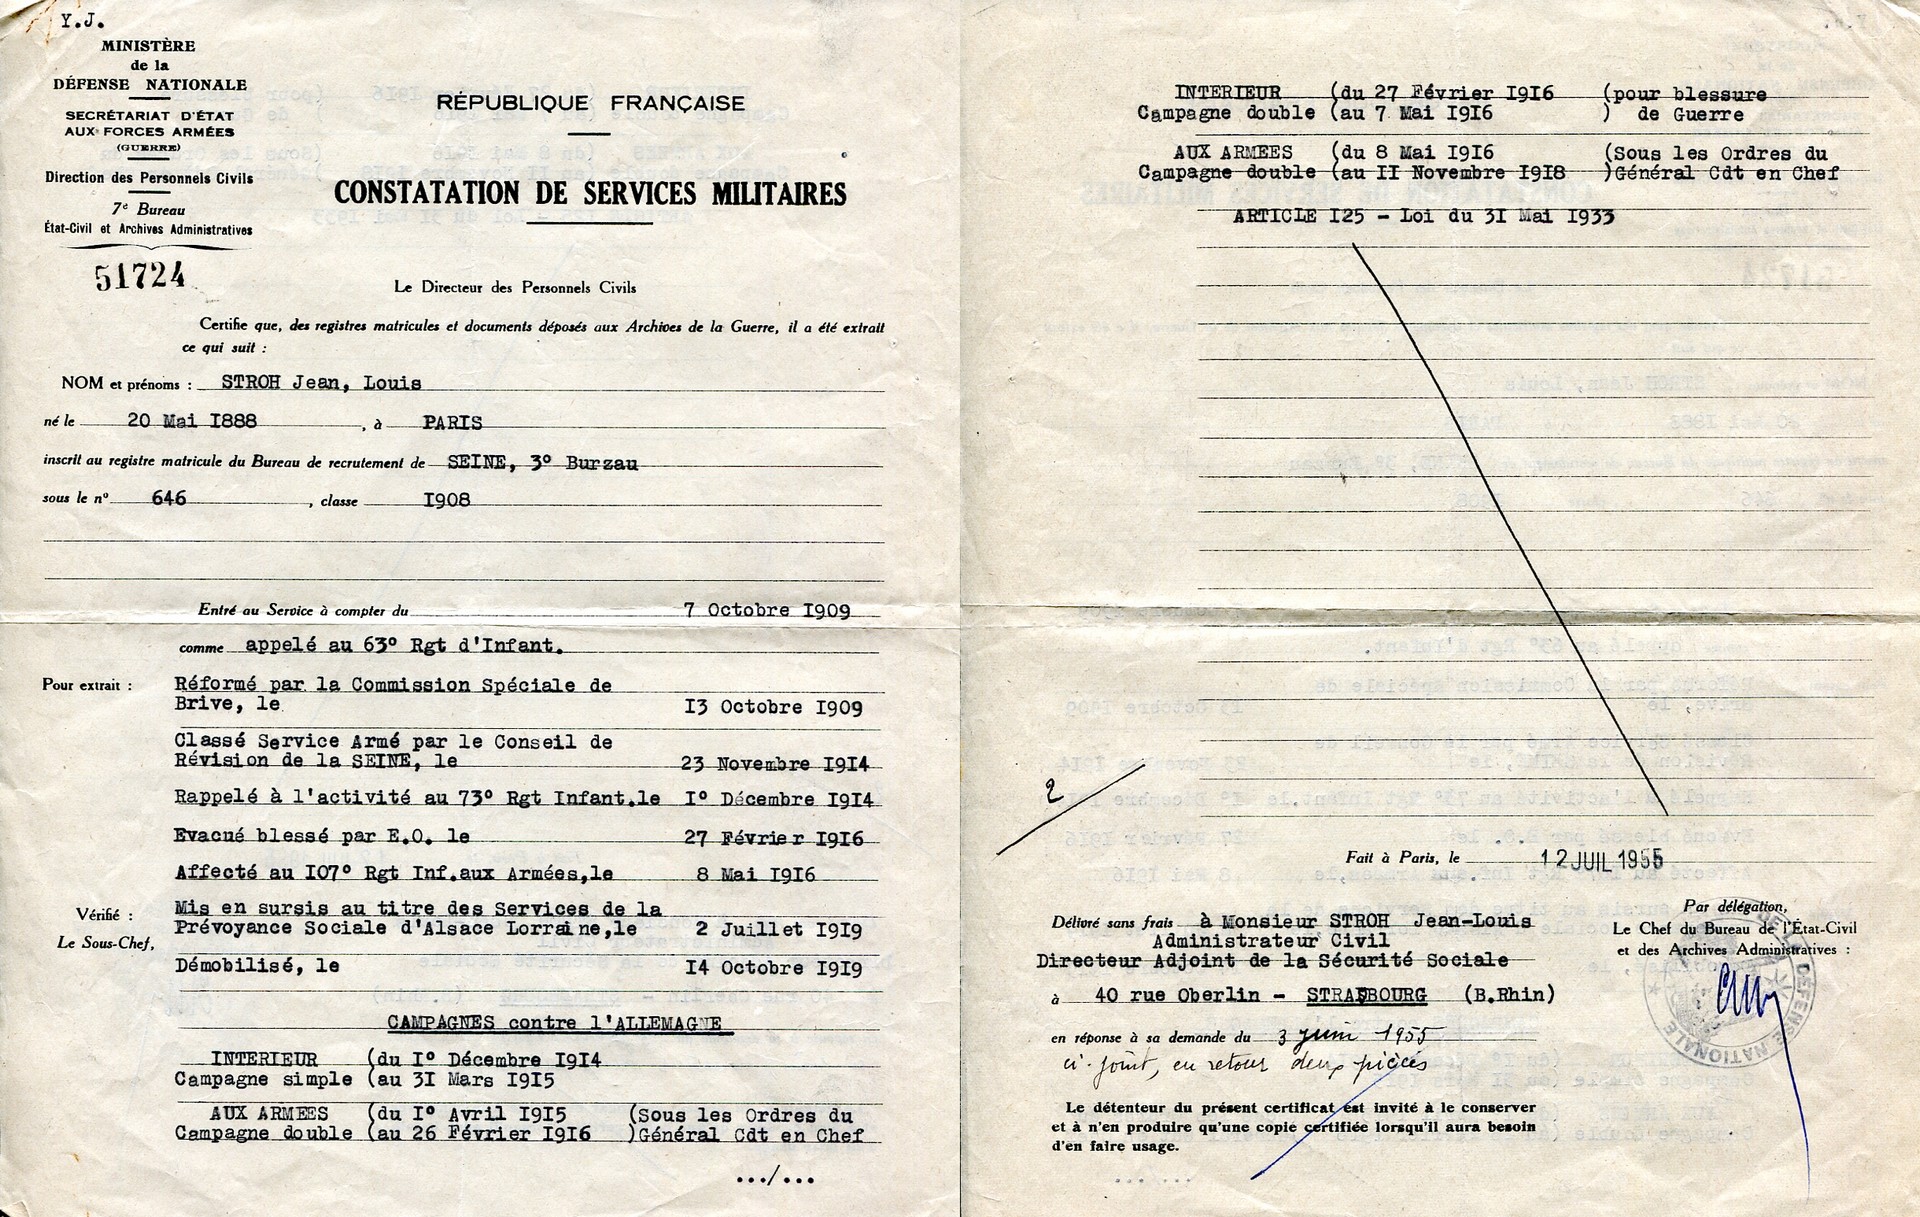 Y.J.
MINISTÈRE
de la
DÉFENSE NATIONALE
SECRÉTARIAT D'ÉTAT
AUX FORCES ARMÉES
(GUERRE)
Direction des Personnels Civils
7e Bureau
État-Civil et Archives Administratives
51724
RÉPUBLIQUE FRANÇAISE
CONSTATATION DE SERVICES MILITAIRES
Le Directeur des Personnels Civils
Certifie que, des registres matricules et documents déposés aux Archives de la Guerre, il a été extrait
ce qui suit :
NOM et prénoms : STROH Jean, Louis
né le 20 Mai I888 , à PARIS
inscrit au registre matricule du Bureau de recrutement de SEINE, 3° Burzau
sous le n° 646 , classe I908
Entré au Service à compter du 7 Octobre I909
comme appelé au 63° Rgt d'Infant.
Pour extrait : Réformé par la Commission Spéciale de
Brive, le I3 Octobre I909
Classé Service Armé par le Conseil de
Révision de la SEINE, le 23 Novembre I9I4
Rappelé à l'activité au 73° Rgt Infant.le I° Décembre I9I4
Evacué blessé par E.O. le 27 Février I9I6
Affecté au I07° Rgt Inf.aux Armées,le 8 Mai I9I6
Vérifié :
Le Sous-Chef,
Mis en sursis au titre des Services de la
Prévoyance Sociale d'Alsace Lorraine,le 2 Juillet I9I9
Démobilisé, le I4 Octobre I9I9
CAMPAGNES contre l'ALLEMAGNE
INTERIEUR (du I° Décembre I9I4
Campagne simple (au 3I Mars I9I5
AUX ARMEES (du I° Avril I9I5 (Sous les Ordres du
Campagne double (au 26 Février I9I6 )Général Cdt en Chef
.../...
INTERIEUR (du 27 Février I9I6 (pour blessure
Campagne double (au 7 Mai I9I6 ) de Guerre
AUX ARMEES (du 8 Mai I9I6 (Sous les Ordres du
Campagne double (au II Novembre I9I8 )Général Cdt en Chef
ARTICLE I25 - Loi du 3I Mai I933
2
Fait à Paris, le 12 JUIL 1955
Par délégation,
Le Chef du Bureau de l'État-Civil
et des Archives Administratives :
Délivré sans frais à Monsieur STROH Jean-Louis
Administrateur Civil
Directeur Adjoint de la Sécurité Sociale
à 40 rue Oberlin - STRASBOURG (B.Rhin)
en réponse à sa demande du 3 juin 1955
ci-joint, en retour deux pièces
Le détenteur du présent certificat est invité à le conserver
et à n'en produire qu'une copie certifiée lorsqu'il aura besoin
d'en faire usage.